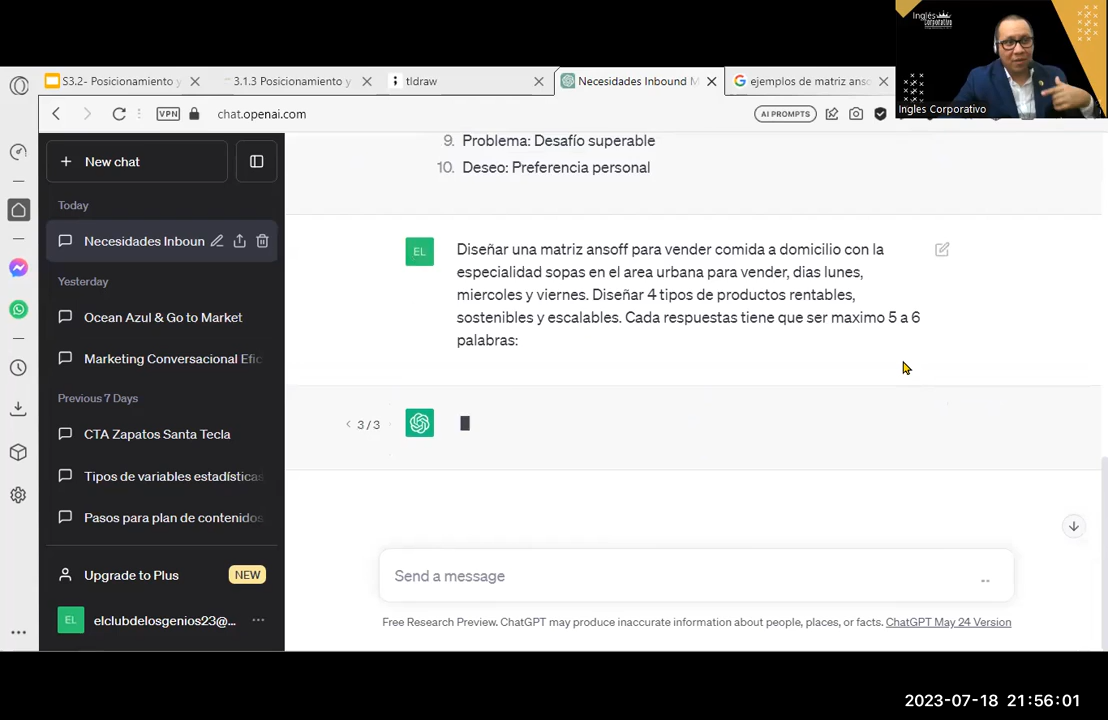 Inglés
Corporativo
Ingles Corporativo
S3.2- Posicionamiento y
3.1.3 Posicionamiento y
tldraw
Necesidades Inbound M
ejemplos de matriz anso
VPN
chat.openai.com
AI PROMPTS
New chat
Today
Necesidades Inboun
Yesterday
Ocean Azul & Go to Market
Marketing Conversacional Efic
Previous 7 Days
CTA Zapatos Santa Tecla
Tipos de variables estadísticas
Pasos para plan de contenidos
Upgrade to Plus
NEW
EL
elclubdelosgenios23@...
9. Problema: Desafío superable
10. Deseo: Preferencia personal
EL
Diseñar una matriz ansoff para vender comida a domicilio con la
especialidad sopas en el area urbana para vender, dias lunes,
miercoles y viernes. Diseñar 4 tipos de productos rentables,
sostenibles y escalables. Cada respuestas tiene que ser maximo 5 a 6
palabras:
3 / 3
Send a message
Free Research Preview. ChatGPT may produce inaccurate information about people, places, or facts. ChatGPT May 24 Version
2023-07-18 21:56:01